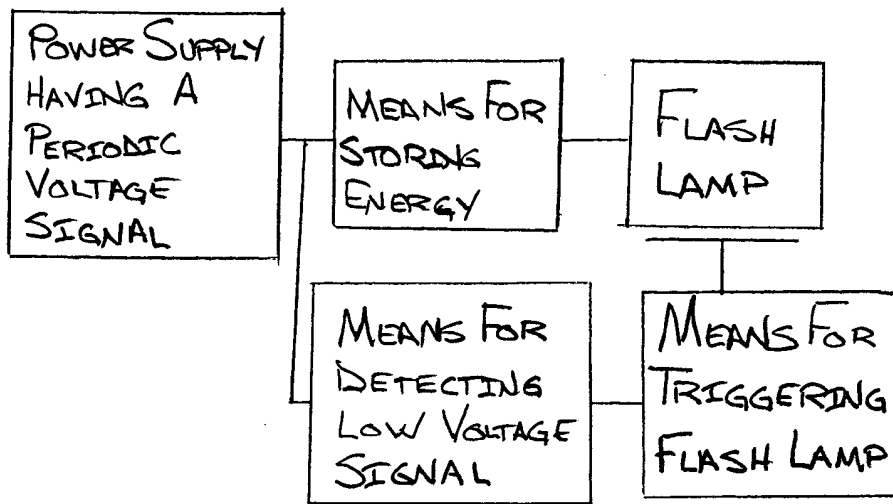 POWER SUPPLY
HAVING A
PERIODIC
VOLTAGE
SIGNAL
MEANS FOR
STORING
ENERGY
FLASH
LAMP
MEANS FOR
DETECTING
LOW VOLTAGE
SIGNAL
MEANS FOR
TRIGGERING
FLASH LAMP